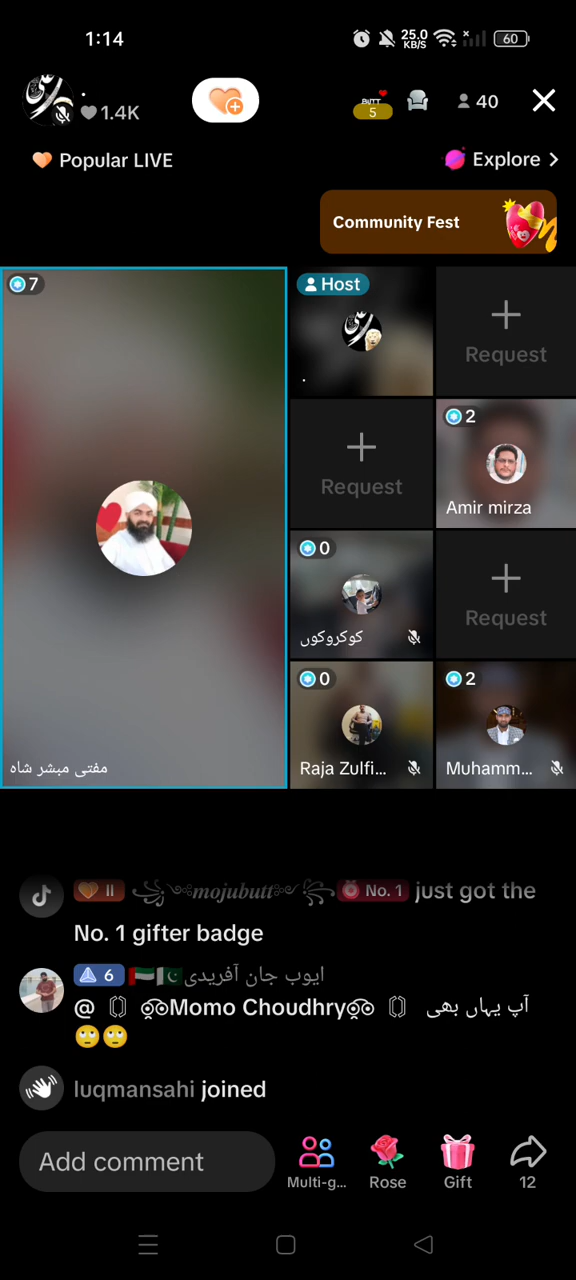 1:14
25.0
KB/S
60
.
1.4K
BUTT
5
40
Popular LIVE
Explore >
Community Fest
7
Host
.
Request
Request
2
Amir mirza
0
کوکروکوں
Request
مفتی مبشر شاہ
0
Raja Zulfi...
2
Muhamm...
II ꧁༺mojubutt༻꧂ No. 1 just got the
No. 1 gifter badge
6 🇦🇪🇵🇰ایوب جان آفریدی
@ Momo Choudhry آپ یہاں بھی
🙄🙄
luqmansahi joined
Add comment
Multi-g...
Rose
Gift
12